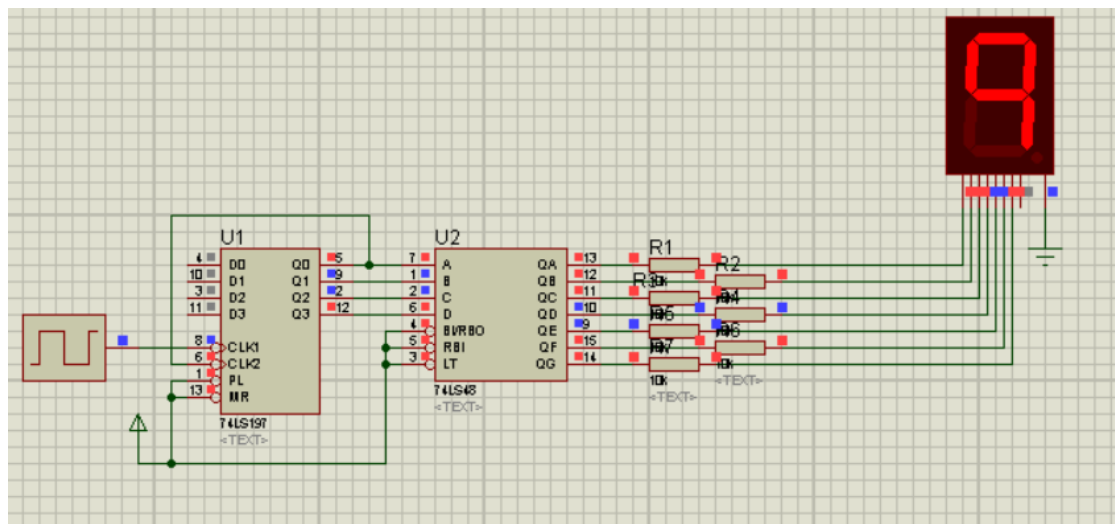 U1
4 D0 Q0 5
10 D1 Q1 9
3 D2 Q2 2
11 D3 Q3 12
8 CLK1
6 CLK2
1 PL
13 MR
74LS197
<TEXT>
U2
7 A QA 13
1 B QB 12
2 C QC 11
6 D QD 10
4 BI/RBO QE 9
5 RBI QF 15
3 LT QG 14
74LS48
<TEXT>
R1
R2
R3
10k
<TEXT>
10k
<TEXT>
9